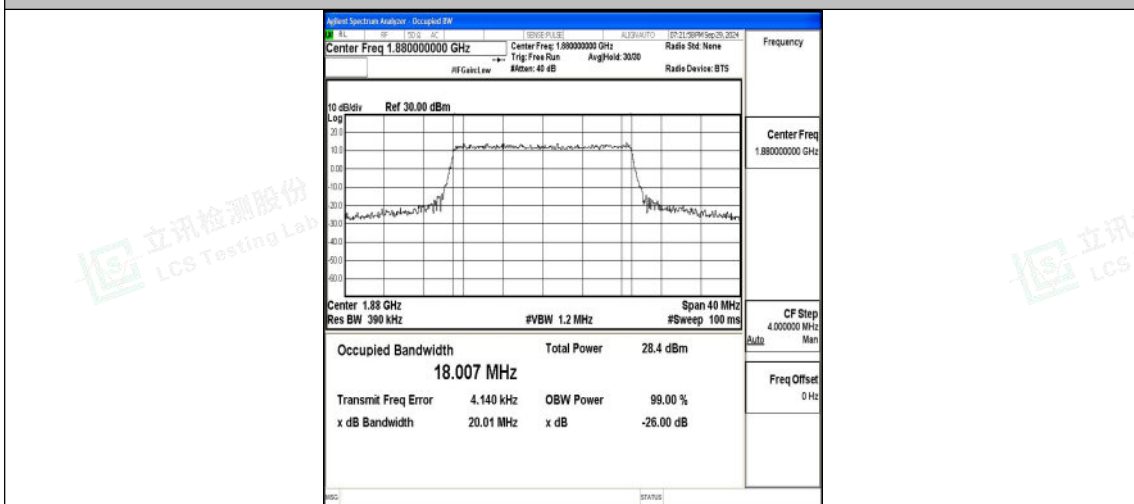 Agilent Spectrum Analyzer - Occupied BW
RL RF 50 Ω AC SENSE:PULSE ALIGNAUTO 07:21:58PM Sep 29, 2024
Center Freq 1.880000000 GHz
Center Freq: 1.880000000 GHz
Radio Std: None
Trig: Free Run Avg|Hold: 30/30
#IFGain:Low #Atten: 40 dB Radio Device: BTS
Frequency
10 dB/div Ref 30.00 dBm
Log
20.0
10.0
0.00
-10.0
-20.0
-30.0
-40.0
-50.0
-60.0
Center 1.88 GHz Span 40 MHz
Res BW 390 kHz #VBW 1.2 MHz #Sweep 100 ms
Occupied Bandwidth Total Power 28.4 dBm
18.007 MHz
Transmit Freq Error 4.140 kHz OBW Power 99.00 %
x dB Bandwidth 20.01 MHz x dB -26.00 dB
Center Freq
1.880000000 GHz
CF Step
4.000000 MHz
Auto Man
Freq Offset
0 Hz
MSG STATUS
立讯检测股份
LCS Testing Lab
立讯
LCS